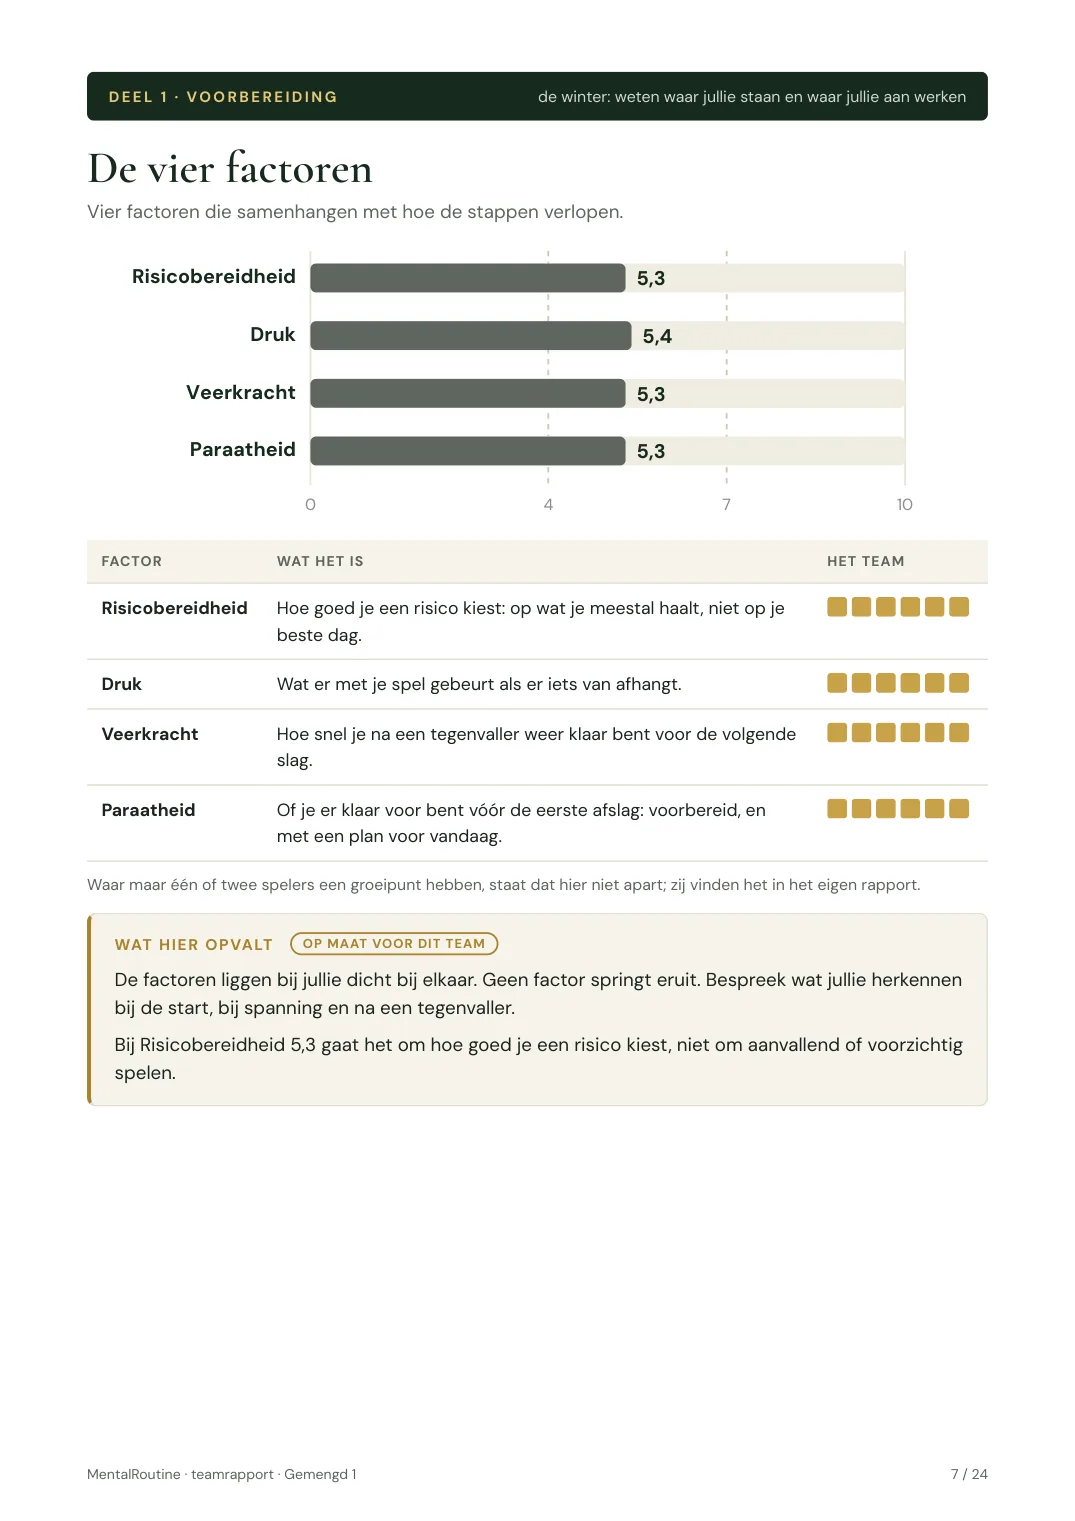 DEEL 1 · VOORBEREIDING
de winter: weten waar jullie staan en waar jullie aan werken
De vier factoren
Vier factoren die samenhangen met hoe de stappen verlopen.
Risicobereidheid 5,3
Druk 5,4
Veerkracht 5,3
Paraatheid 5,3
0 4 7 10
FACTOR WAT HET IS HET TEAM
Risicobereidheid Hoe goed je een risico kiest: op wat je meestal haalt, niet op je
beste dag.
Druk Wat er met je spel gebeurt als er iets van afhangt.
Veerkracht Hoe snel je na een tegenvaller weer klaar bent voor de volgende
slag.
Paraatheid Of je er klaar voor bent vóór de eerste afslag: voorbereid, en
met een plan voor vandaag.
Waar maar één of twee spelers een groeipunt hebben, staat dat hier niet apart; zij vinden het in het eigen rapport.
WAT HIER OPVALT OP MAAT VOOR DIT TEAM
De factoren liggen bij jullie dicht bij elkaar. Geen factor springt eruit. Bespreek wat jullie herkennen
bij de start, bij spanning en na een tegenvaller.
Bij Risicobereidheid 5,3 gaat het om hoe goed je een risico kiest, niet om aanvallend of voorzichtig
spelen.
MentalRoutine · teamrapport · Gemengd 1
7 / 24